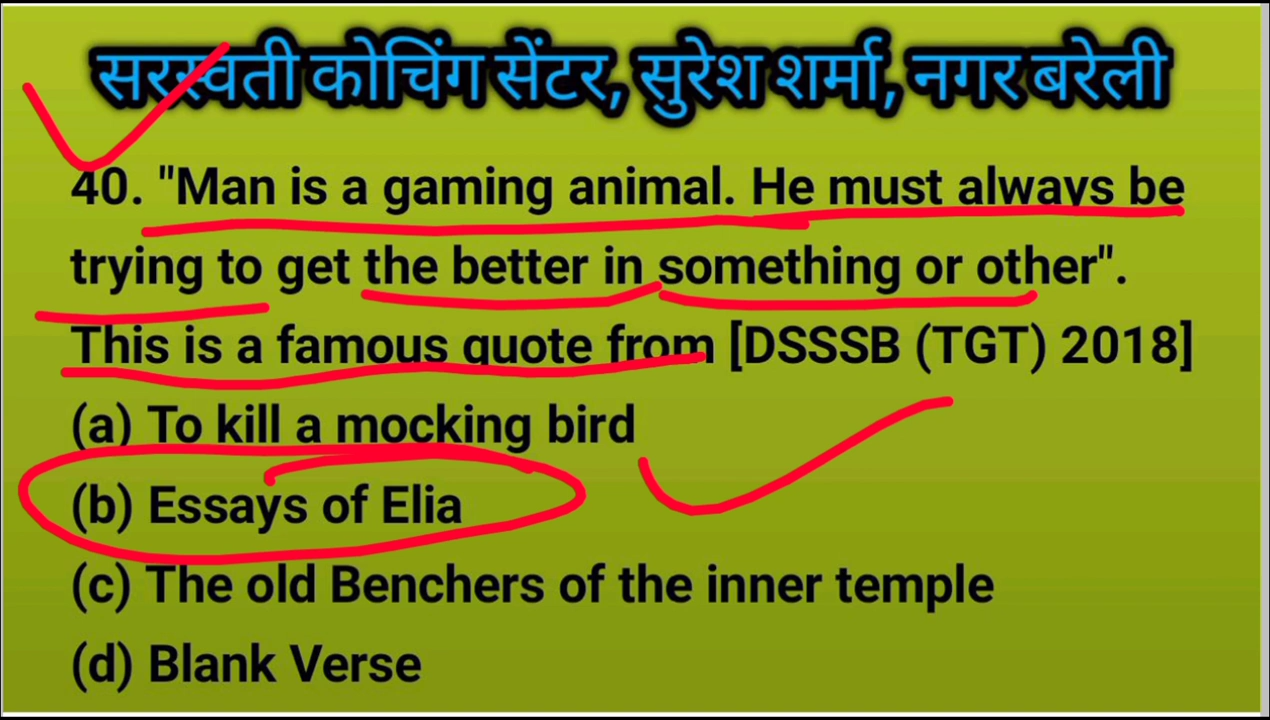 सरस्वती कोचिंग सेंटर, सुरेश शर्मा, नगर बरेली
40. "Man is a gaming animal. He must always be
trying to get the better in something or other".
This is a famous quote from [DSSSB (TGT) 2018]
(a) To kill a mocking bird
(b) Essays of Elia
(c) The old Benchers of the inner temple
(d) Blank Verse